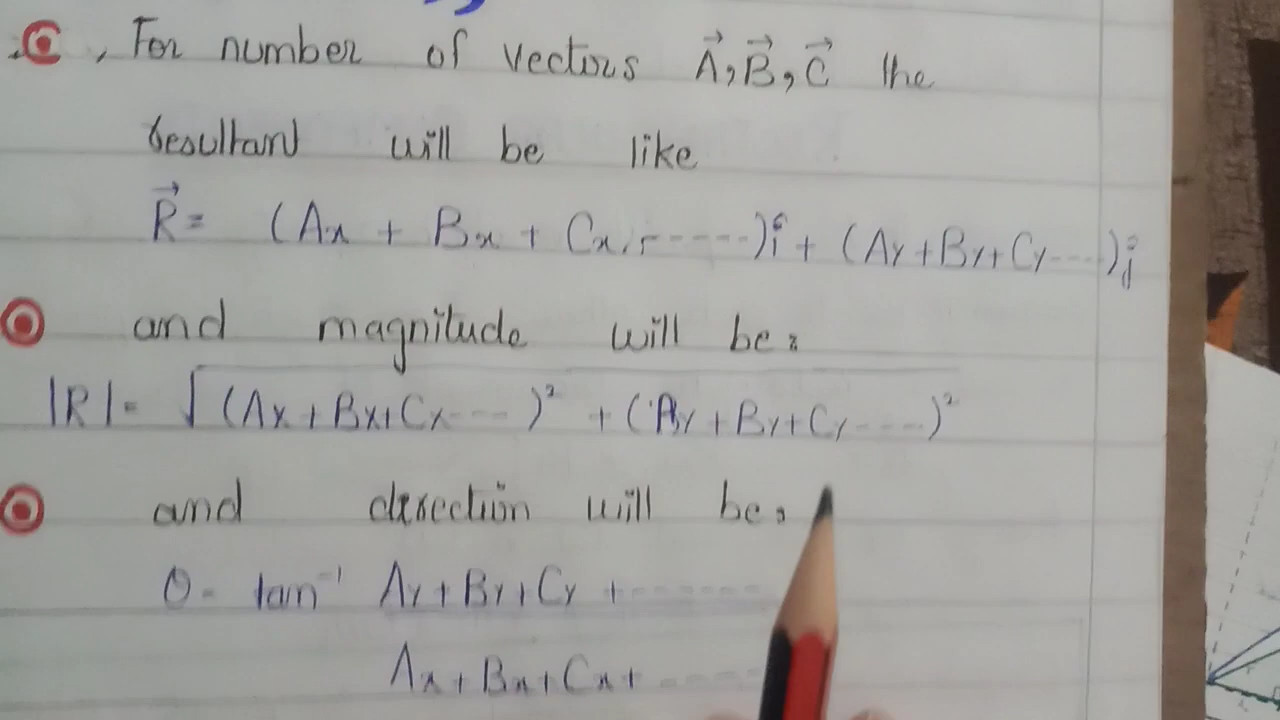 C, For number of vectors A⃗, B⃗, C⃗ the
resultant will be like
R⃗ = (Ax + Bx + Cx, + -----)î + (Ay + By + Cy ----)ĵ
and magnitude will be:
|R| = √(Ax + Bx + Cx ----)² + (Ay + By + Cy ----)²
and direction will be:
θ = tan⁻¹ Ay + By + Cy + -------
Ax + Bx + Cx + -----